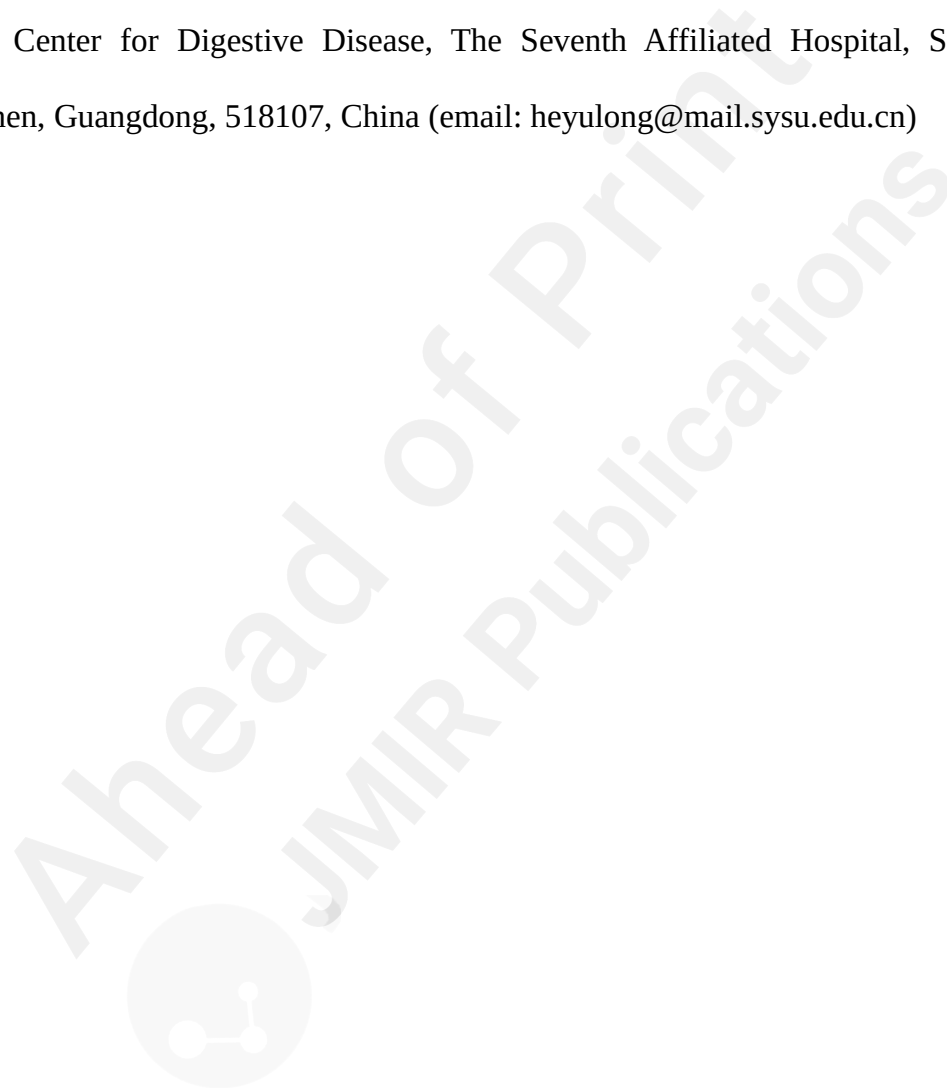 Center for Digestive Disease, The Seventh Affiliated Hospital, S
hen, Guangdong, 518107, China (email: heyulong@mail.sysu.edu.cn)
Ahead of Print
JMIR Publications